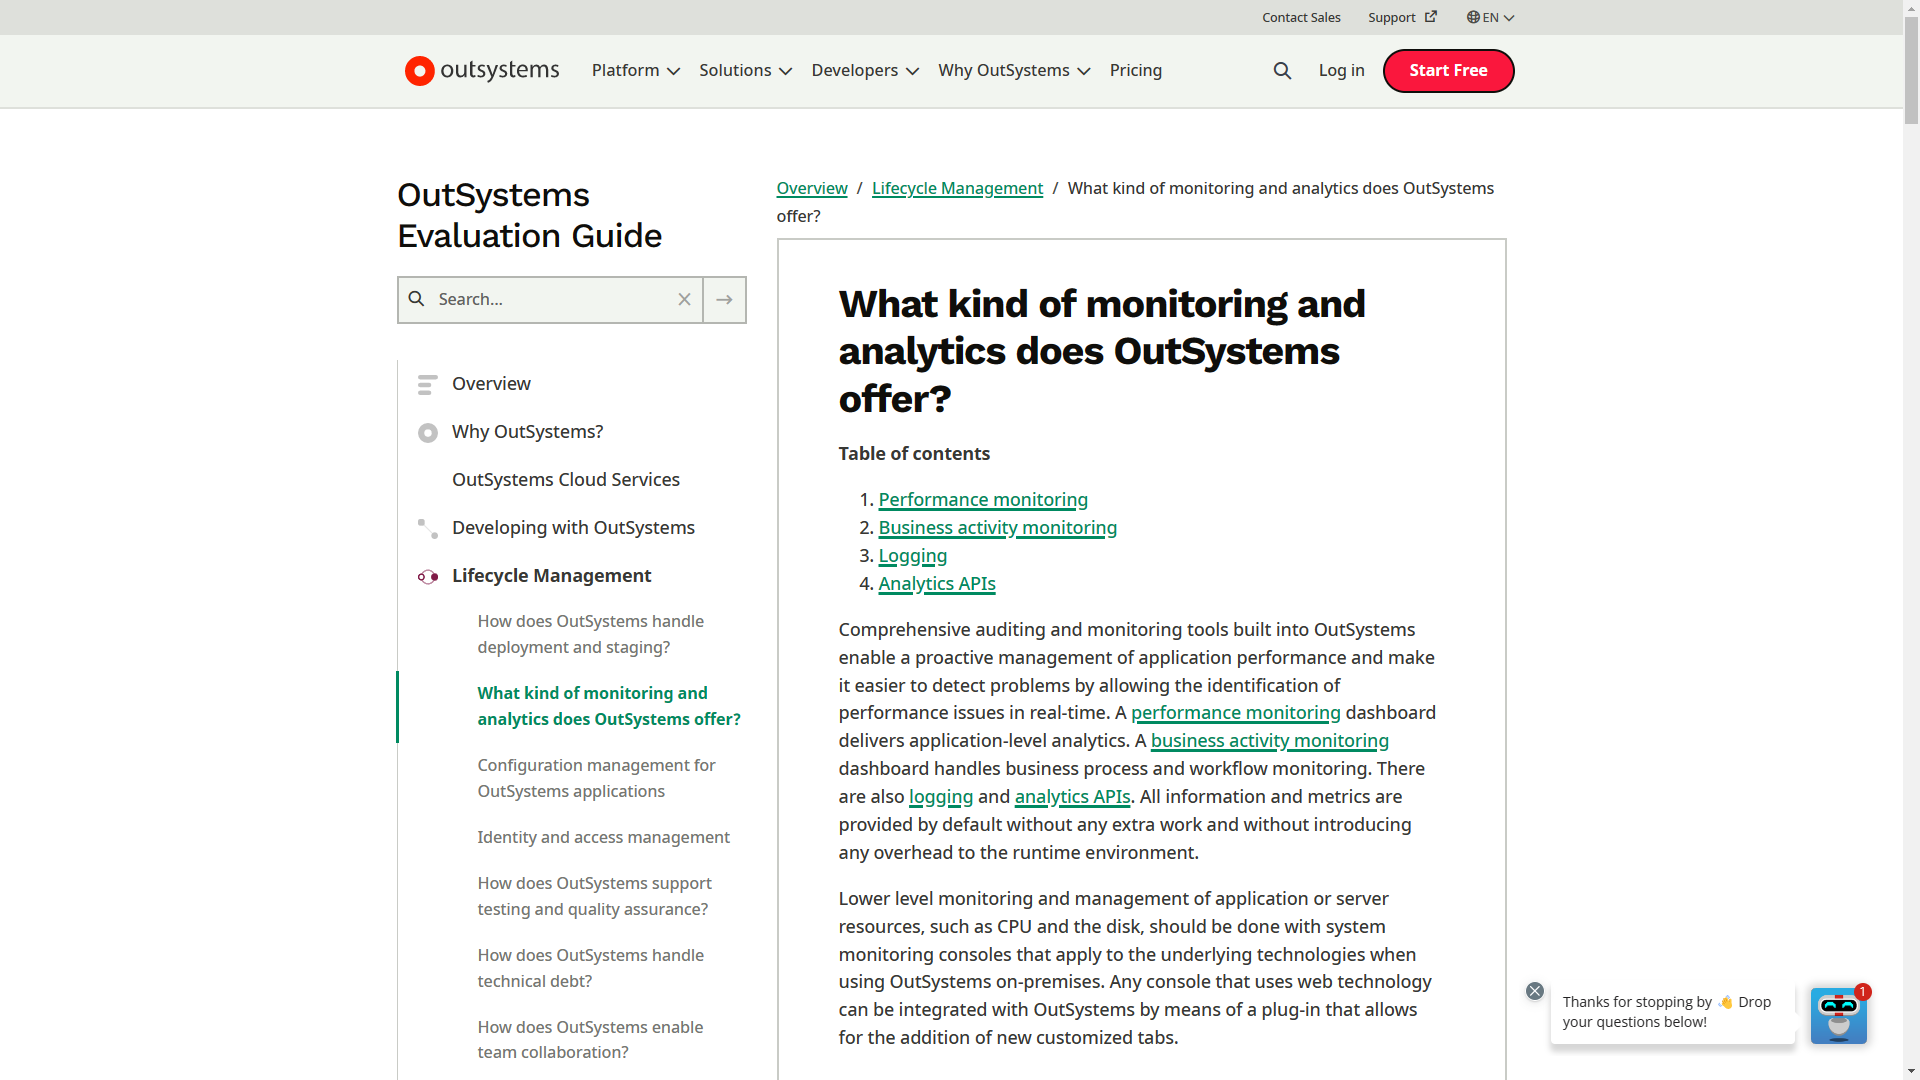 Contact Sales
Support
EN
outsystems
Platform
Solutions
Developers
Why OutSystems
Pricing
Log in
Start Free
OutSystems
Evaluation Guide
Search...
Overview
Why OutSystems?
OutSystems Cloud Services
Developing with OutSystems
Lifecycle Management
How does OutSystems handle
deployment and staging?
What kind of monitoring and
analytics does OutSystems offer?
Configuration management for
OutSystems applications
Identity and access management
How does OutSystems support
testing and quality assurance?
How does OutSystems handle
technical debt?
How does OutSystems enable
team collaboration?
Overview / Lifecycle Management / What kind of monitoring and analytics does OutSystems
offer?
What kind of monitoring and
analytics does OutSystems
offer?
Table of contents
1. Performance monitoring
2. Business activity monitoring
3. Logging
4. Analytics APIs
Comprehensive auditing and monitoring tools built into OutSystems
enable a proactive management of application performance and make
it easier to detect problems by allowing the identification of
performance issues in real-time. A performance monitoring dashboard
delivers application-level analytics. A business activity monitoring
dashboard handles business process and workflow monitoring. There
are also logging and analytics APIs. All information and metrics are
provided by default without any extra work and without introducing
any overhead to the runtime environment.
Lower level monitoring and management of application or server
resources, such as CPU and the disk, should be done with system
monitoring consoles that apply to the underlying technologies when
using OutSystems on-premises. Any console that uses web technology
can be integrated with OutSystems by means of a plug-in that allows
for the addition of new customized tabs.
Thanks for stopping by 👋 Drop
your questions below!
1